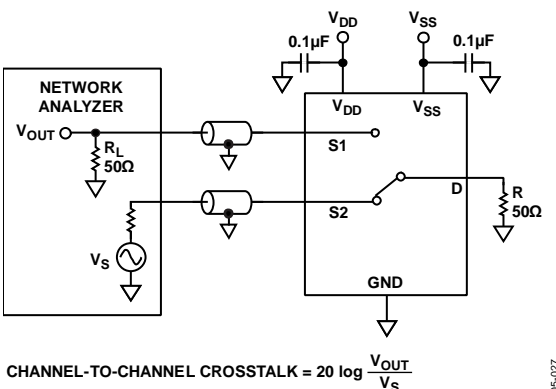 V_DD
V_SS
0.1µF
0.1µF
NETWORK
ANALYZER
V_DD
V_SS
V_OUT
R_L
50Ω
S1
S2
D
R
50Ω
V_S
GND
CHANNEL-TO-CHANNEL CROSSTALK = 20 log V_OUT / V_S